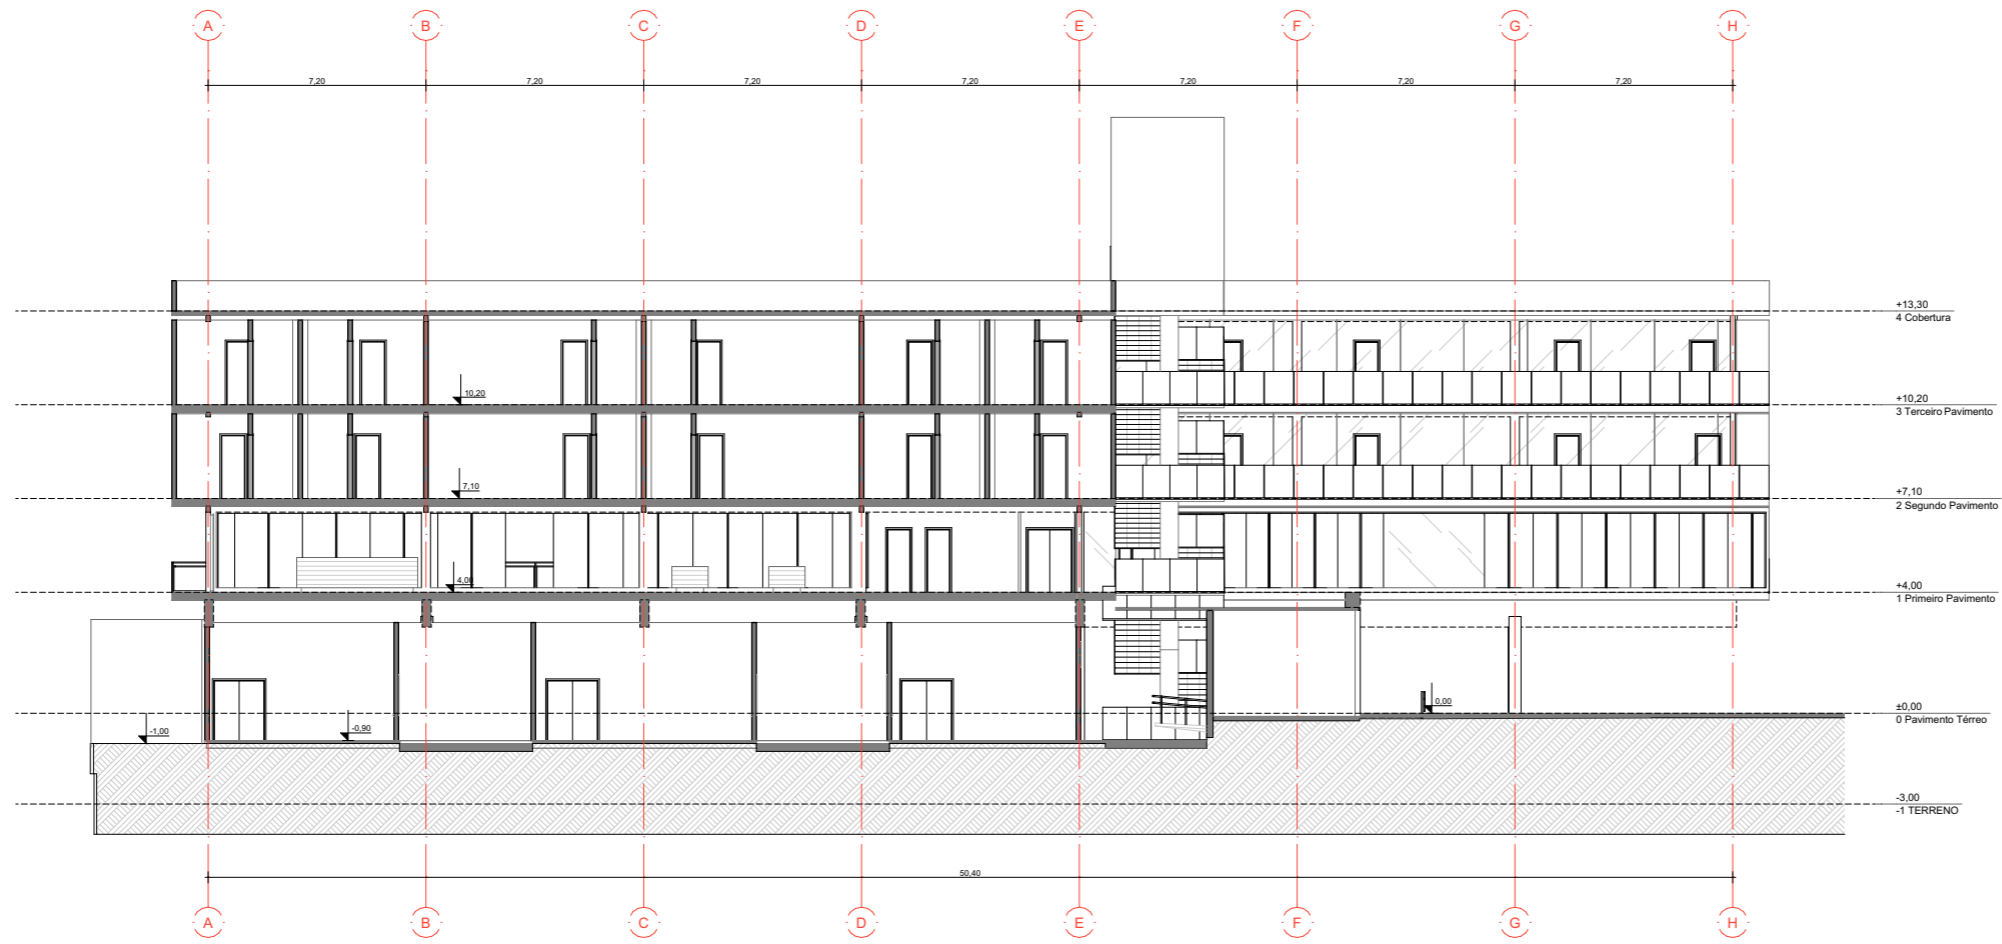 A B C D E F G H
7,20 7,20 7,20 7,20 7,20 7,20 7,20
+13,30
4 Cobertura
10,20
+10,20
3 Terceiro Pavimento
7,10
+7,10
2 Segundo Pavimento
4,00
+4,00
1 Primeiro Pavimento
0,00
±0,00
0 Pavimento Térreo
-1,00
-0,90
-3,00
-1 TERRENO
50,40
A B C D E F G H